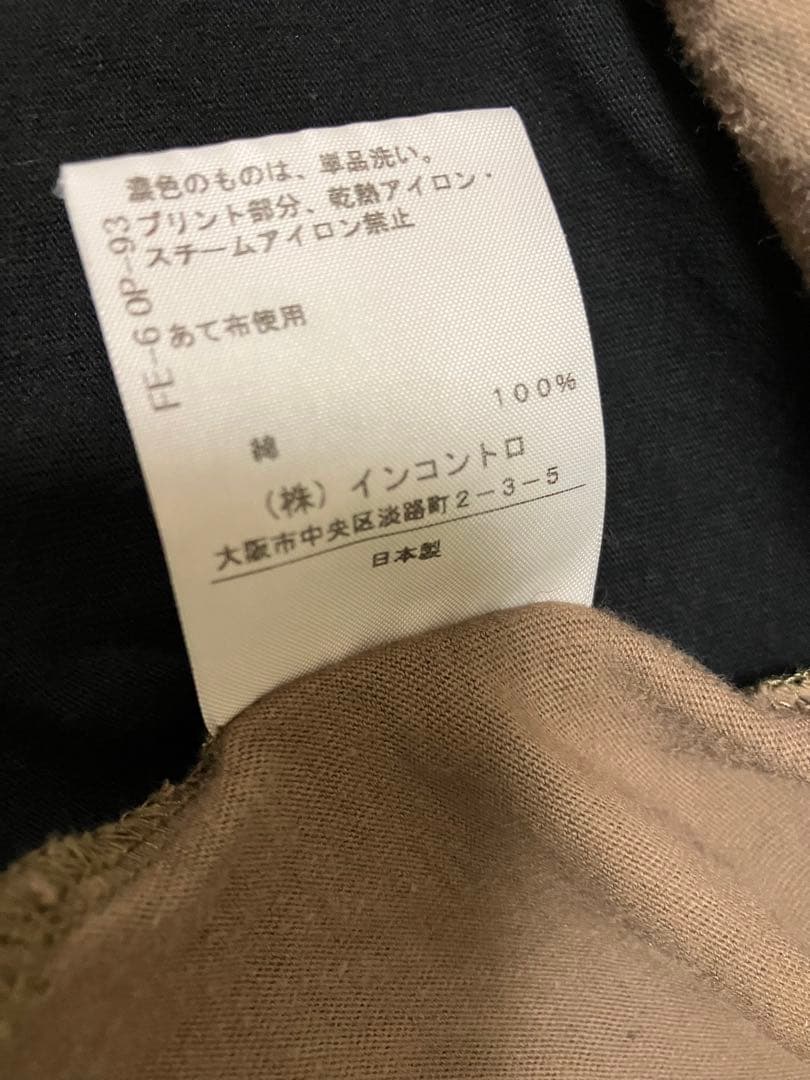 濃色のものは、単品洗い。
プリント部分、乾熱アイロン・
スチームアイロン禁止
あて布使用
綿 100%
(株)インコントロ
大阪市中央区淡路町2-3-5
日本製
FE-6 OP-93